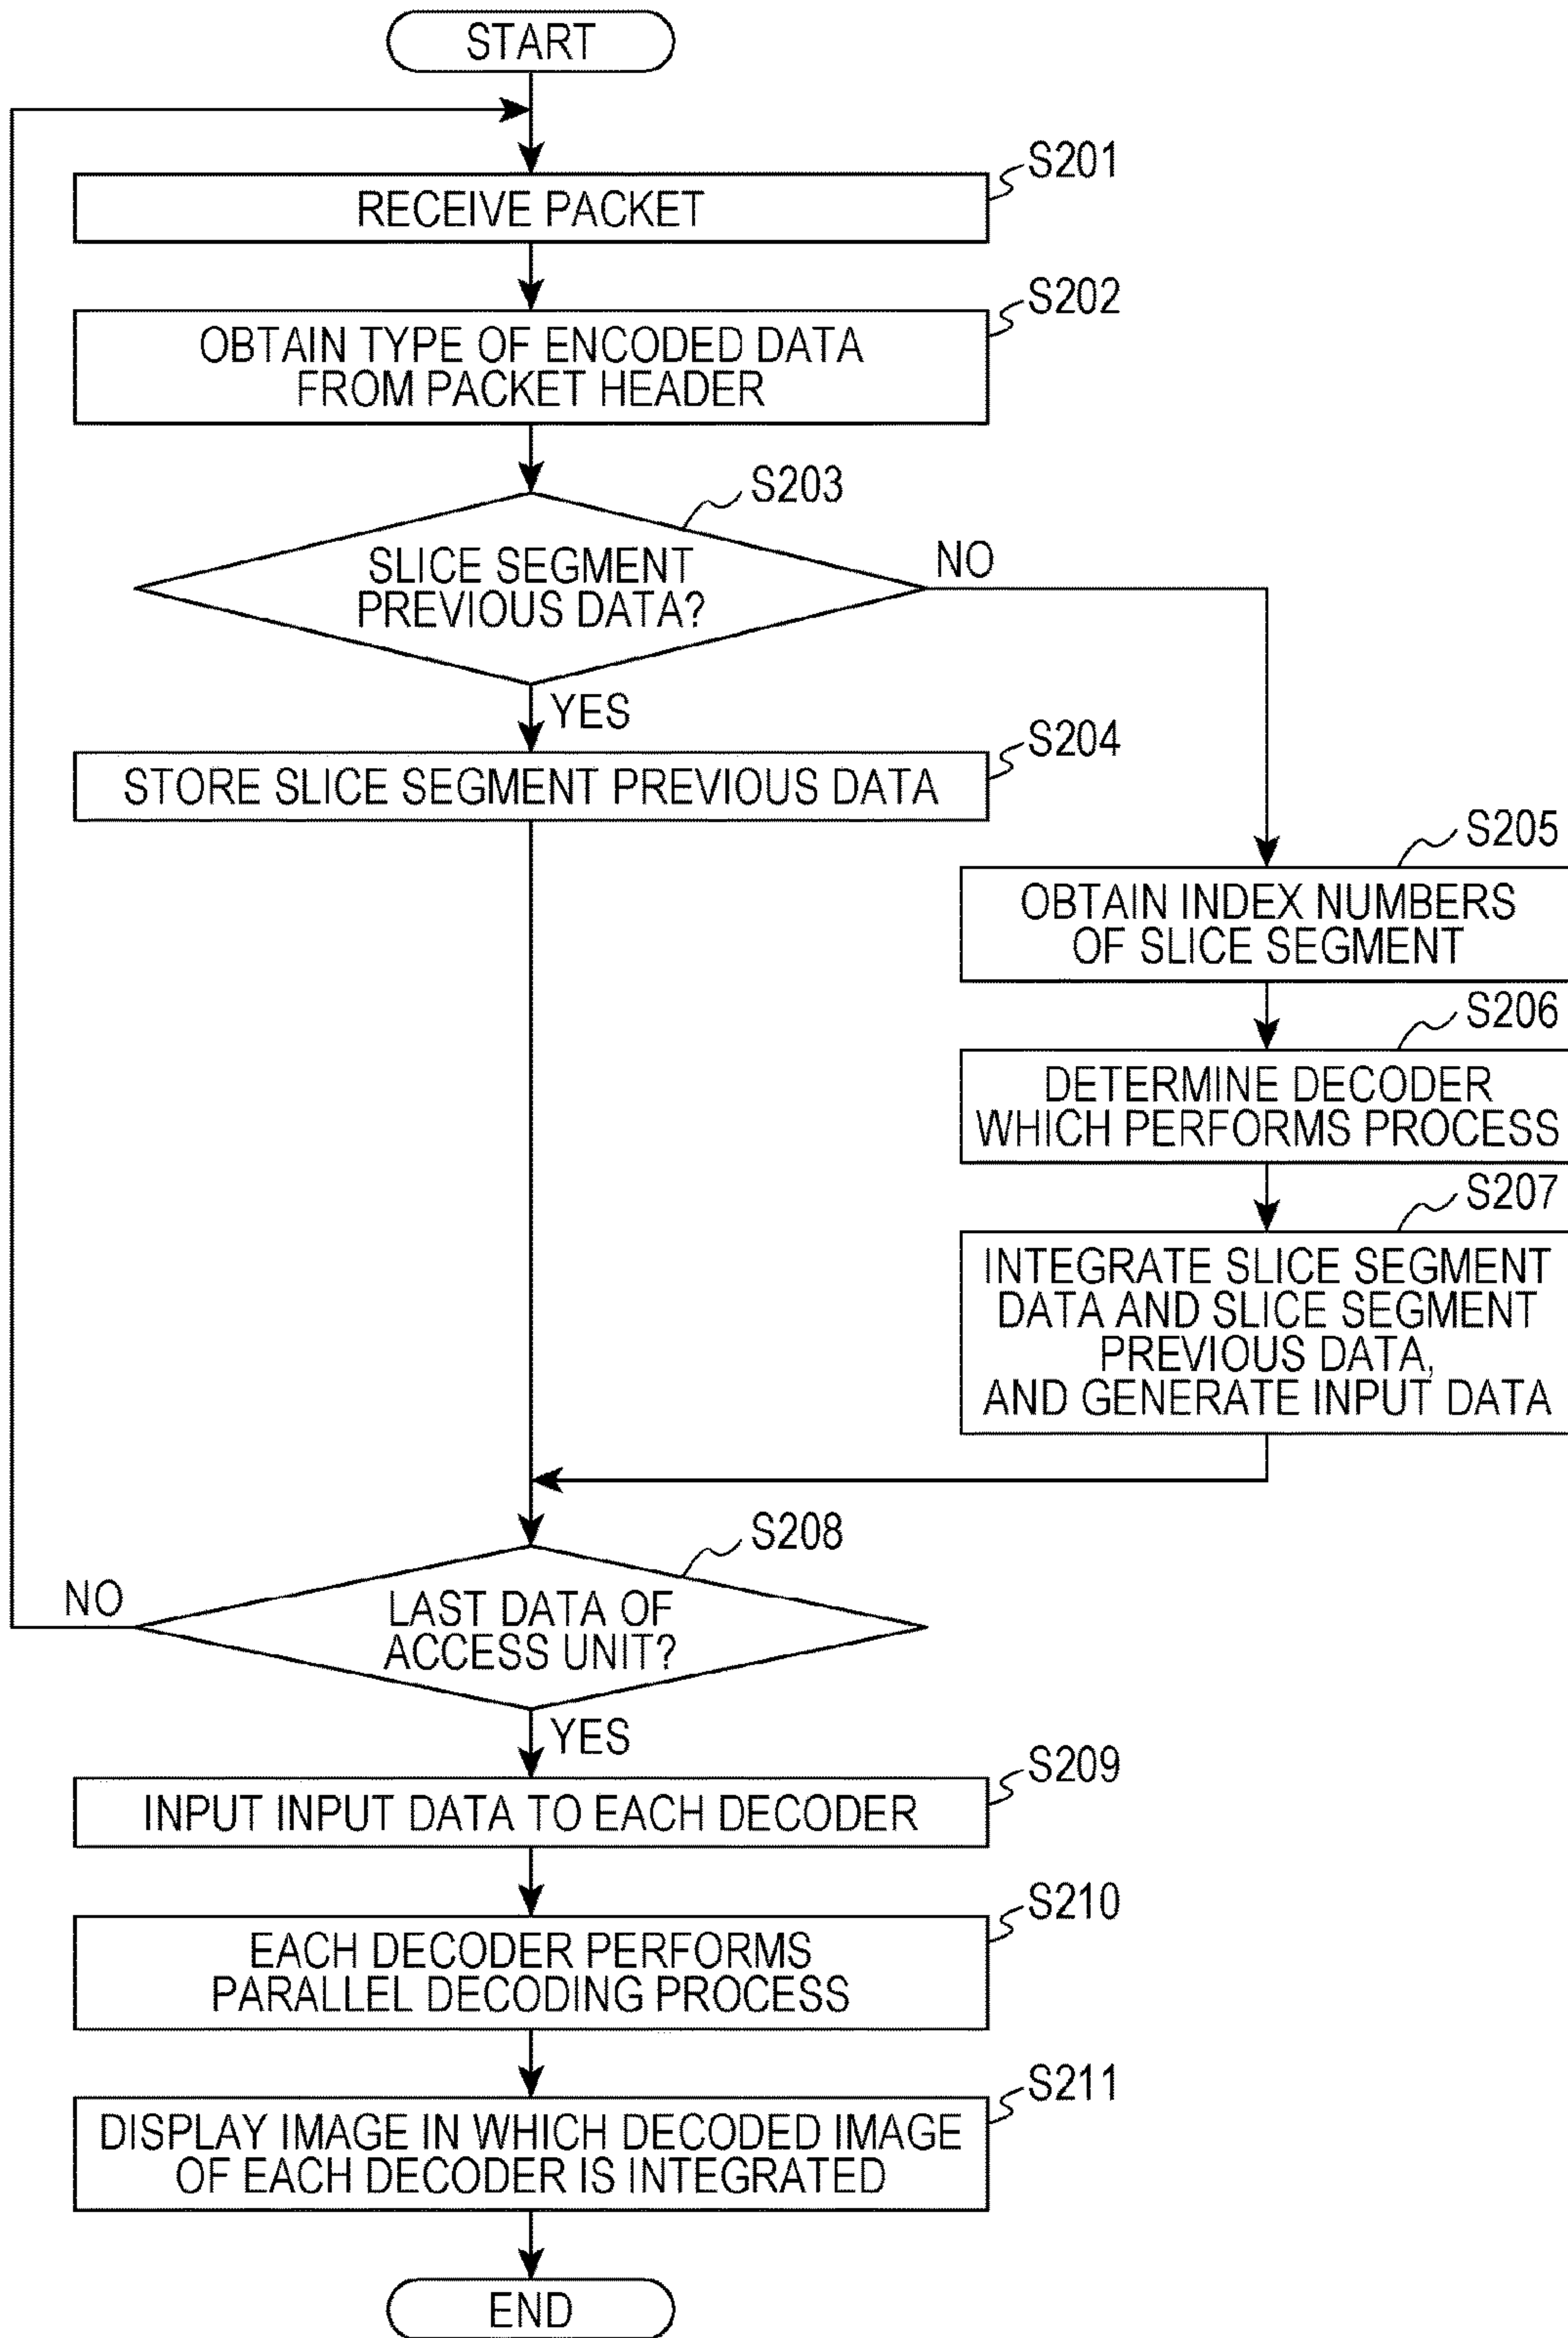 START
S201
RECEIVE PACKET
S202
OBTAIN TYPE OF ENCODED DATA
FROM PACKET HEADER
S203
SLICE SEGMENT
PREVIOUS DATA?
NO
YES
S204
STORE SLICE SEGMENT PREVIOUS DATA
S205
OBTAIN INDEX NUMBERS
OF SLICE SEGMENT
S206
DETERMINE DECODER
WHICH PERFORMS PROCESS
S207
INTEGRATE SLICE SEGMENT
DATA AND SLICE SEGMENT
PREVIOUS DATA,
AND GENERATE INPUT DATA
S208
LAST DATA OF
ACCESS UNIT?
NO
YES
S209
INPUT INPUT DATA TO EACH DECODER
S210
EACH DECODER PERFORMS
PARALLEL DECODING PROCESS
S211
DISPLAY IMAGE IN WHICH DECODED IMAGE
OF EACH DECODER IS INTEGRATED
END